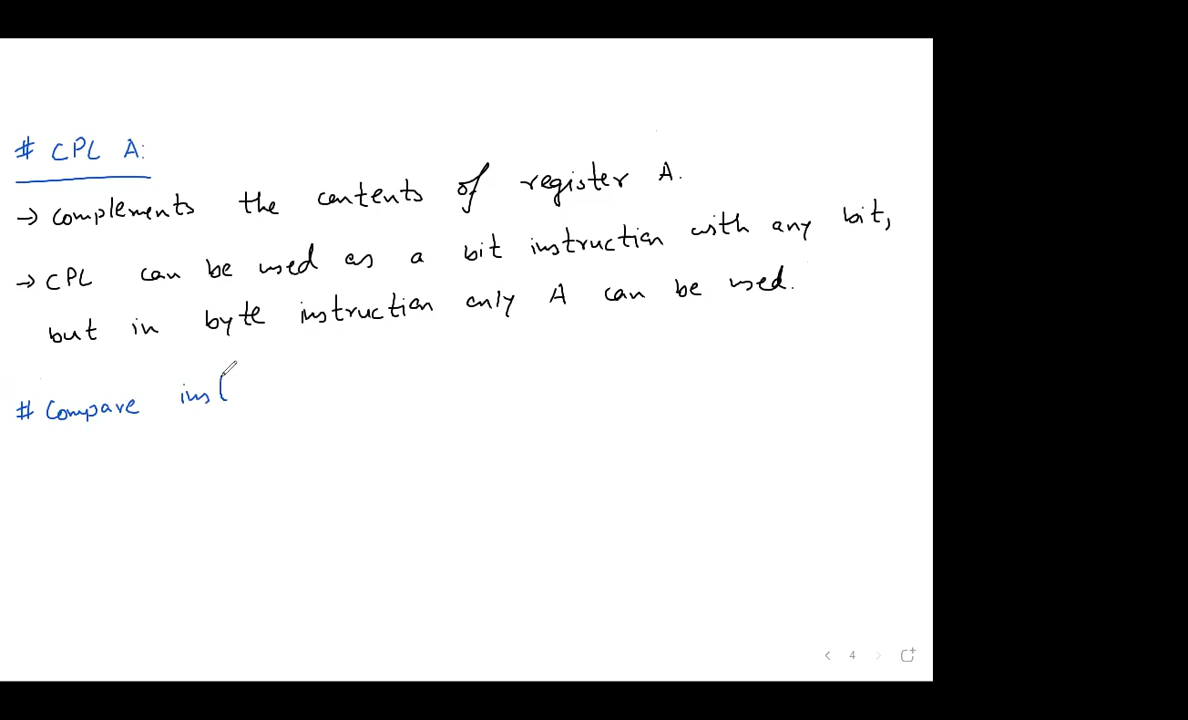 # CPL A:
→ complements the contents of register A.
→ CPL can be used as a bit instruction with any bit,
but in byte instruction only A can be used.
# Compare ins
4